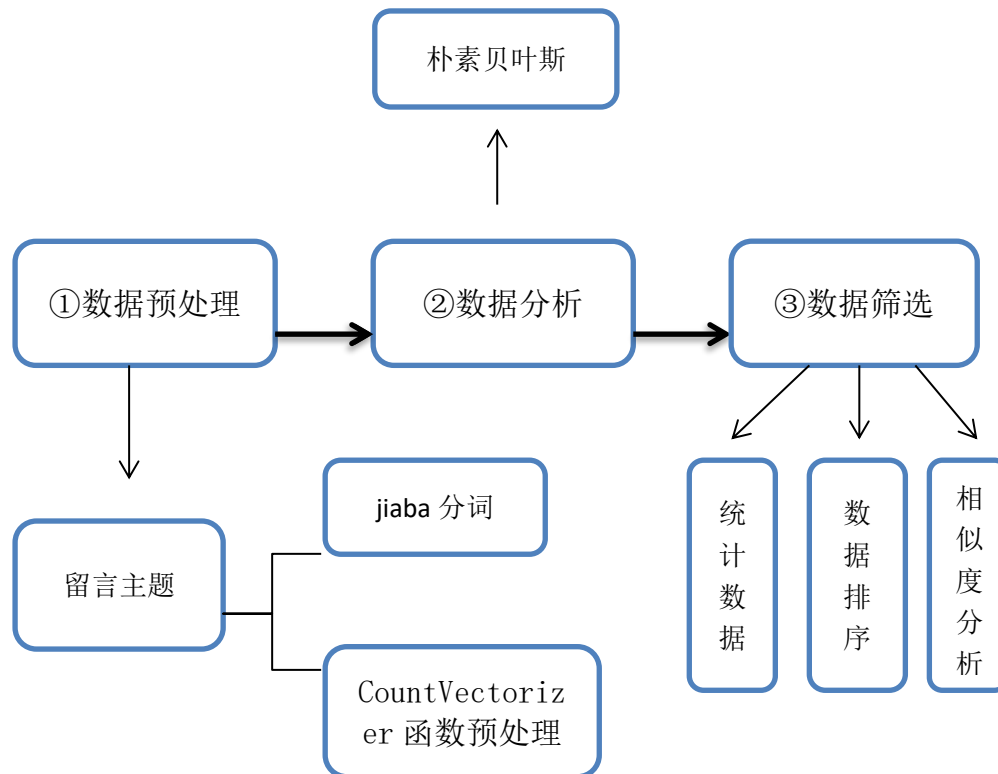 朴素贝叶斯
①数据预处理
②数据分析
③数据筛选
留言主题
jiaba 分词
CountVectoriz
er 函数预处理
统计数据
数据排序
相似度分析